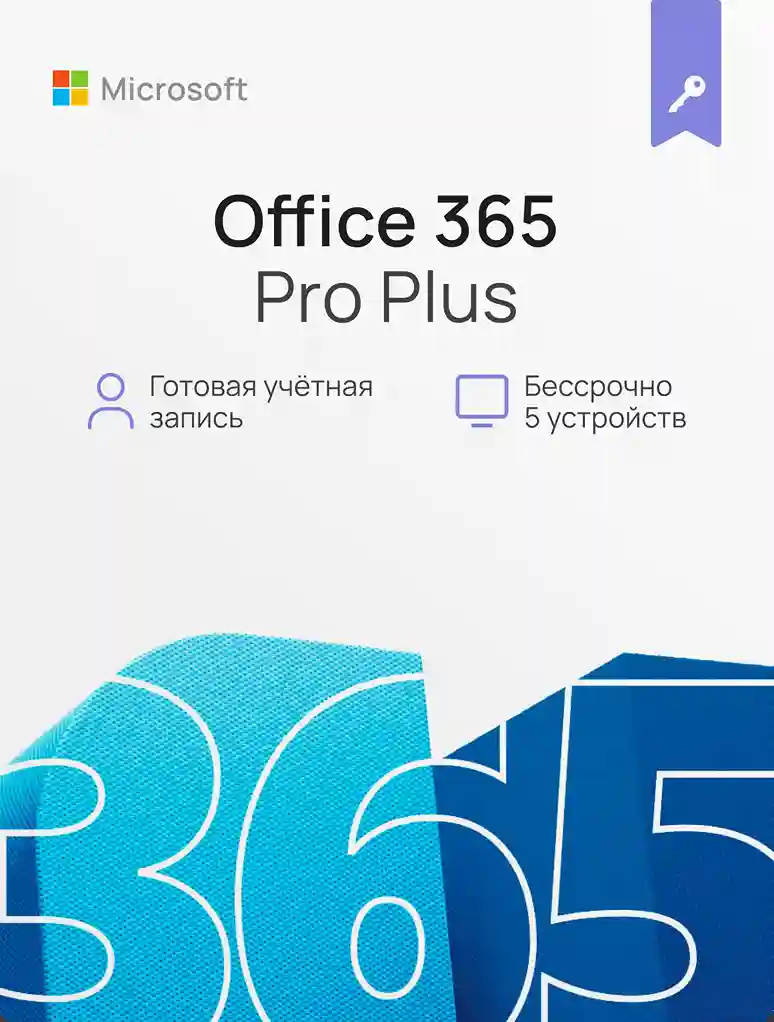 Microsoft
Office 365
Pro Plus
Готовая учётная
запись
Бессрочно
5 устройств
365